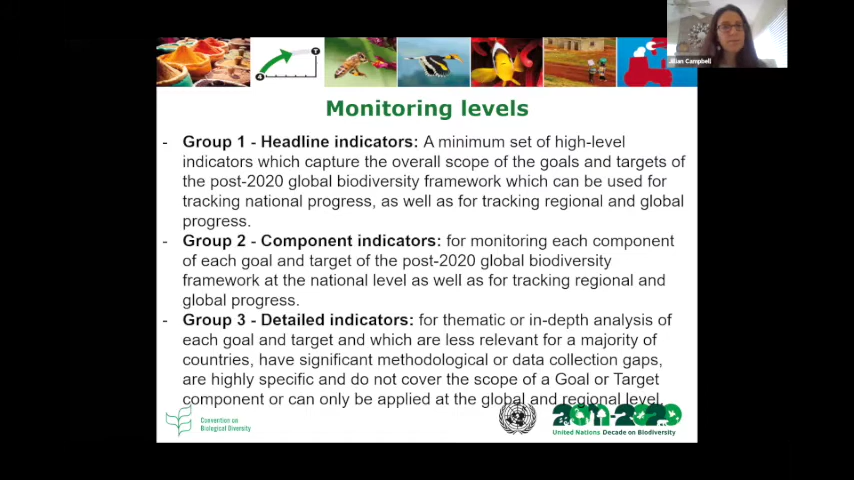 Jillian Campbell
Monitoring levels
- Group 1 - Headline indicators: A minimum set of high-level
indicators which capture the overall scope of the goals and targets of
the post-2020 global biodiversity framework which can be used for
tracking national progress, as well as for tracking regional and global
progress.
- Group 2 - Component indicators: for monitoring each component
of each goal and target of the post-2020 global biodiversity
framework at the national level as well as for tracking regional and
global progress.
- Group 3 - Detailed indicators: for thematic or in-depth analysis of
each goal and target and which are less relevant for a majority of
countries, have significant methodological or data collection gaps,
are highly specific and do not cover the scope of a Goal or Target
component or can only be applied at the global and regional level.
Convention on
Biological Diversity
2011-2020
United Nations Decade on Biodiversity